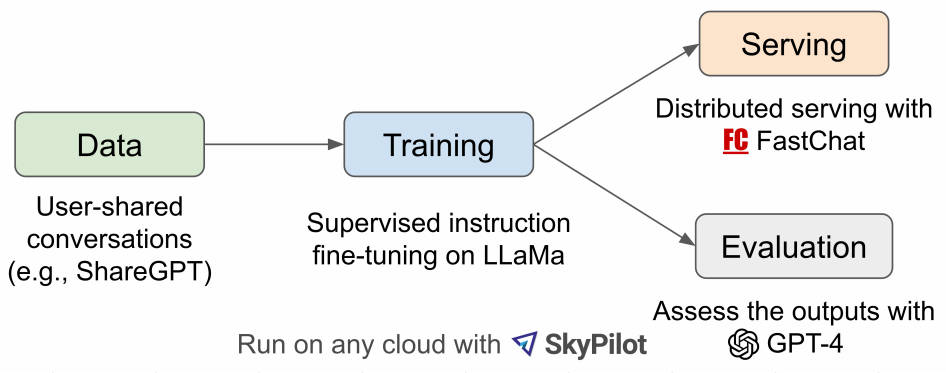 Data
User-shared
conversations
(e.g., ShareGPT)
Training
Supervised instruction
fine-tuning on LLaMa
Serving
Distributed serving with
FC FastChat
Evaluation
Assess the outputs with
GPT-4
Run on any cloud with SkyPilot